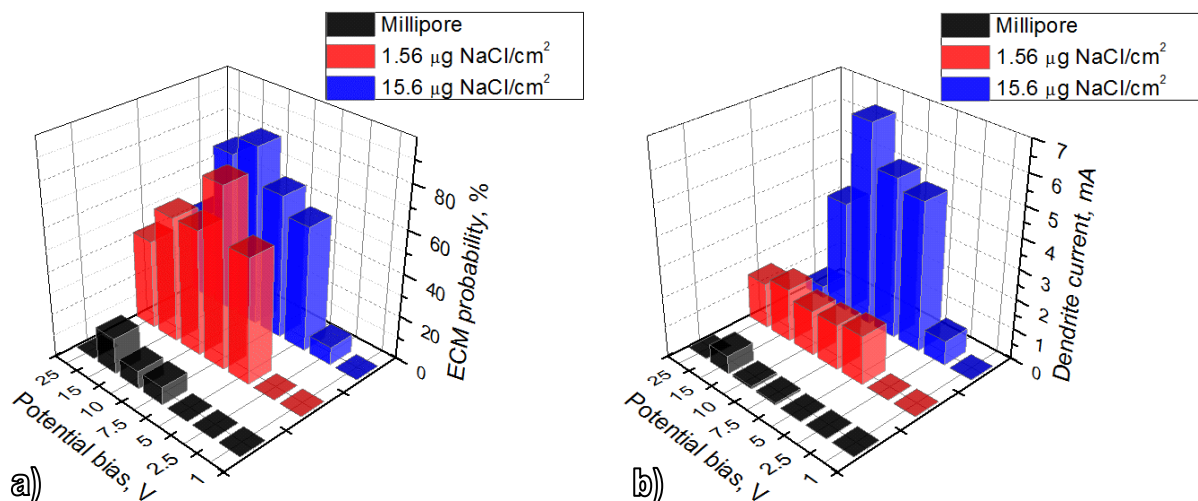 Millipore
1.56 µg NaCl/cm²
15.6 µg NaCl/cm²
80
60
40
20
0
ECM probability, %
25
15
10
7.5
5
2.5
1
Potential bias, V
a)
Millipore
1.56 µg NaCl/cm²
15.6 µg NaCl/cm²
7
6
5
4
3
2
1
0
Dendrite current, mA
25
15
10
7.5
5
2.5
1
Potential bias, V
b)